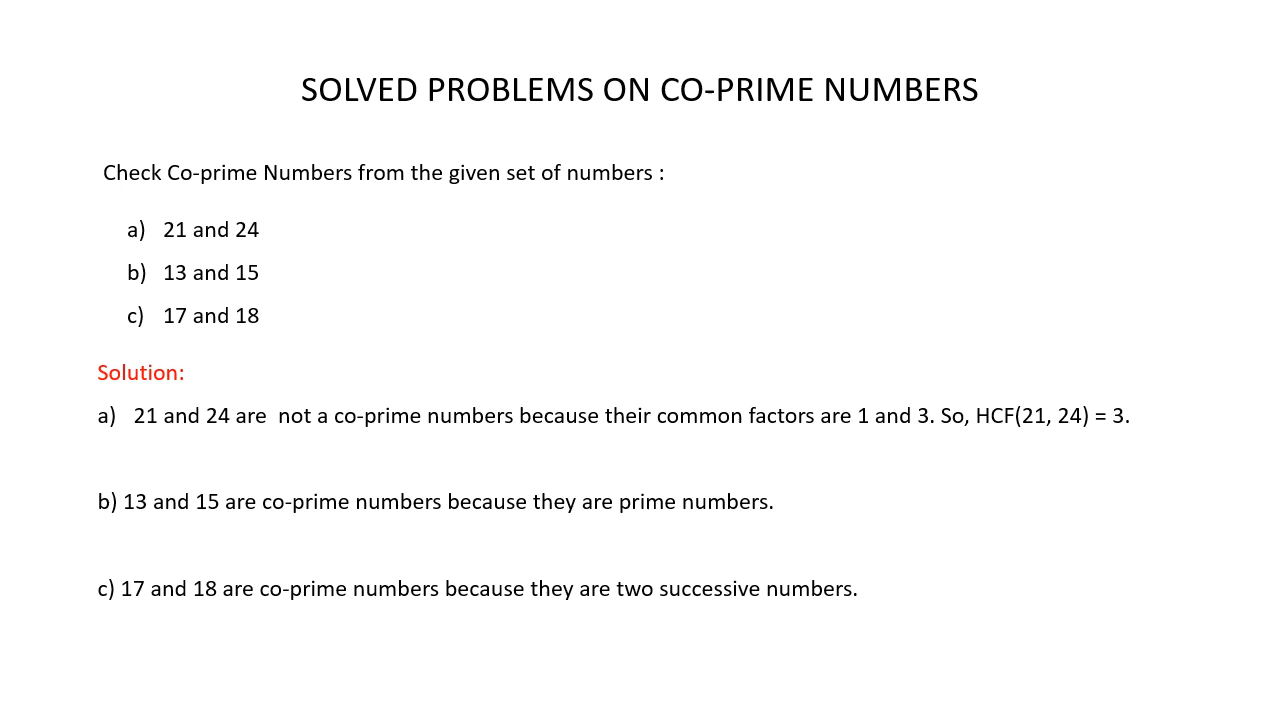 SOLVED PROBLEMS ON CO-PRIME NUMBERS
Check Co-prime Numbers from the given set of numbers :
a) 21 and 24
b) 13 and 15
c) 17 and 18
Solution:
a) 21 and 24 are  not a co-prime numbers because their common factors are 1 and 3. So, HCF(21, 24) = 3.
b) 13 and 15 are co-prime numbers because they are prime numbers.
c) 17 and 18 are co-prime numbers because they are two successive numbers.